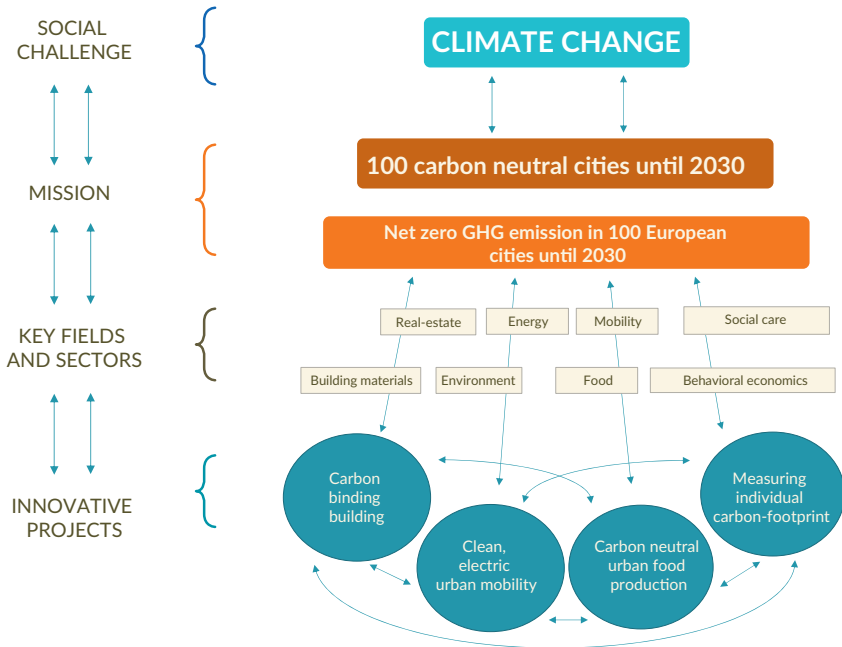 SOCIAL
CHALLENGE
CLIMATE CHANGE
MISSION
100 carbon neutral cities until 2030
Net zero GHG emission in 100 European
cities until 2030
KEY FIELDS
AND SECTORS
Real-estate
Energy
Mobility
Social care
Building materials
Environment
Food
Behavioral economics
INNOVATIVE
PROJECTS
Carbon
binding
building
Clean,
electric
urban mobility
Carbon neutral
urban food
production
Measuring
individual
carbon-footprint